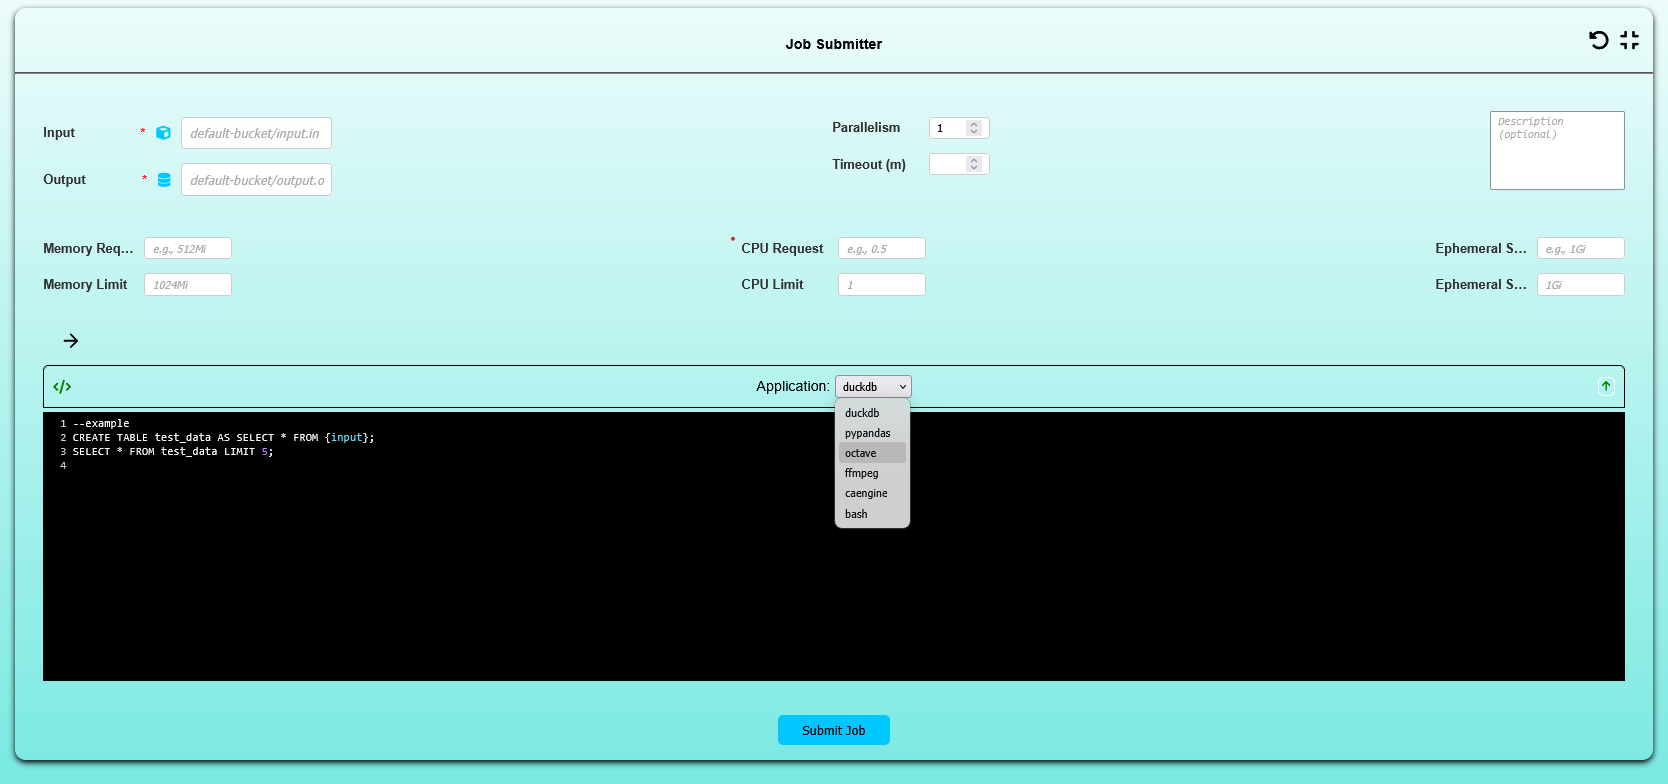 Job Submitter
Input * default-bucket/input.in
Output * default-bucket/output.o
Parallelism 1
Timeout (m)
Description
(optional)
Memory Req... e.g., 512Mi
Memory Limit 1024Mi
* CPU Request e.g., 0.5
CPU Limit 1
Ephemeral S... e.g., 1Gi
Ephemeral S... 1Gi
</> Application: duckdb
duckdb
pypandas
octave
ffmpeg
caengine
bash
1 --example
2 CREATE TABLE test_data AS SELECT * FROM {input};
3 SELECT * FROM test_data LIMIT 5;
4
Submit Job